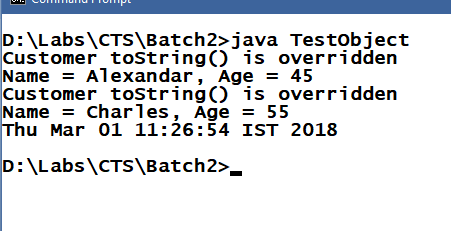 Command Prompt
D:\Labs\CTS\Batch2>java TestObject
Customer toString() is overridden
Name = Alexandar, Age = 45
Customer toString() is overridden
Name = Charles, Age = 55
Thu Mar 01 11:26:54 IST 2018
D:\Labs\CTS\Batch2>